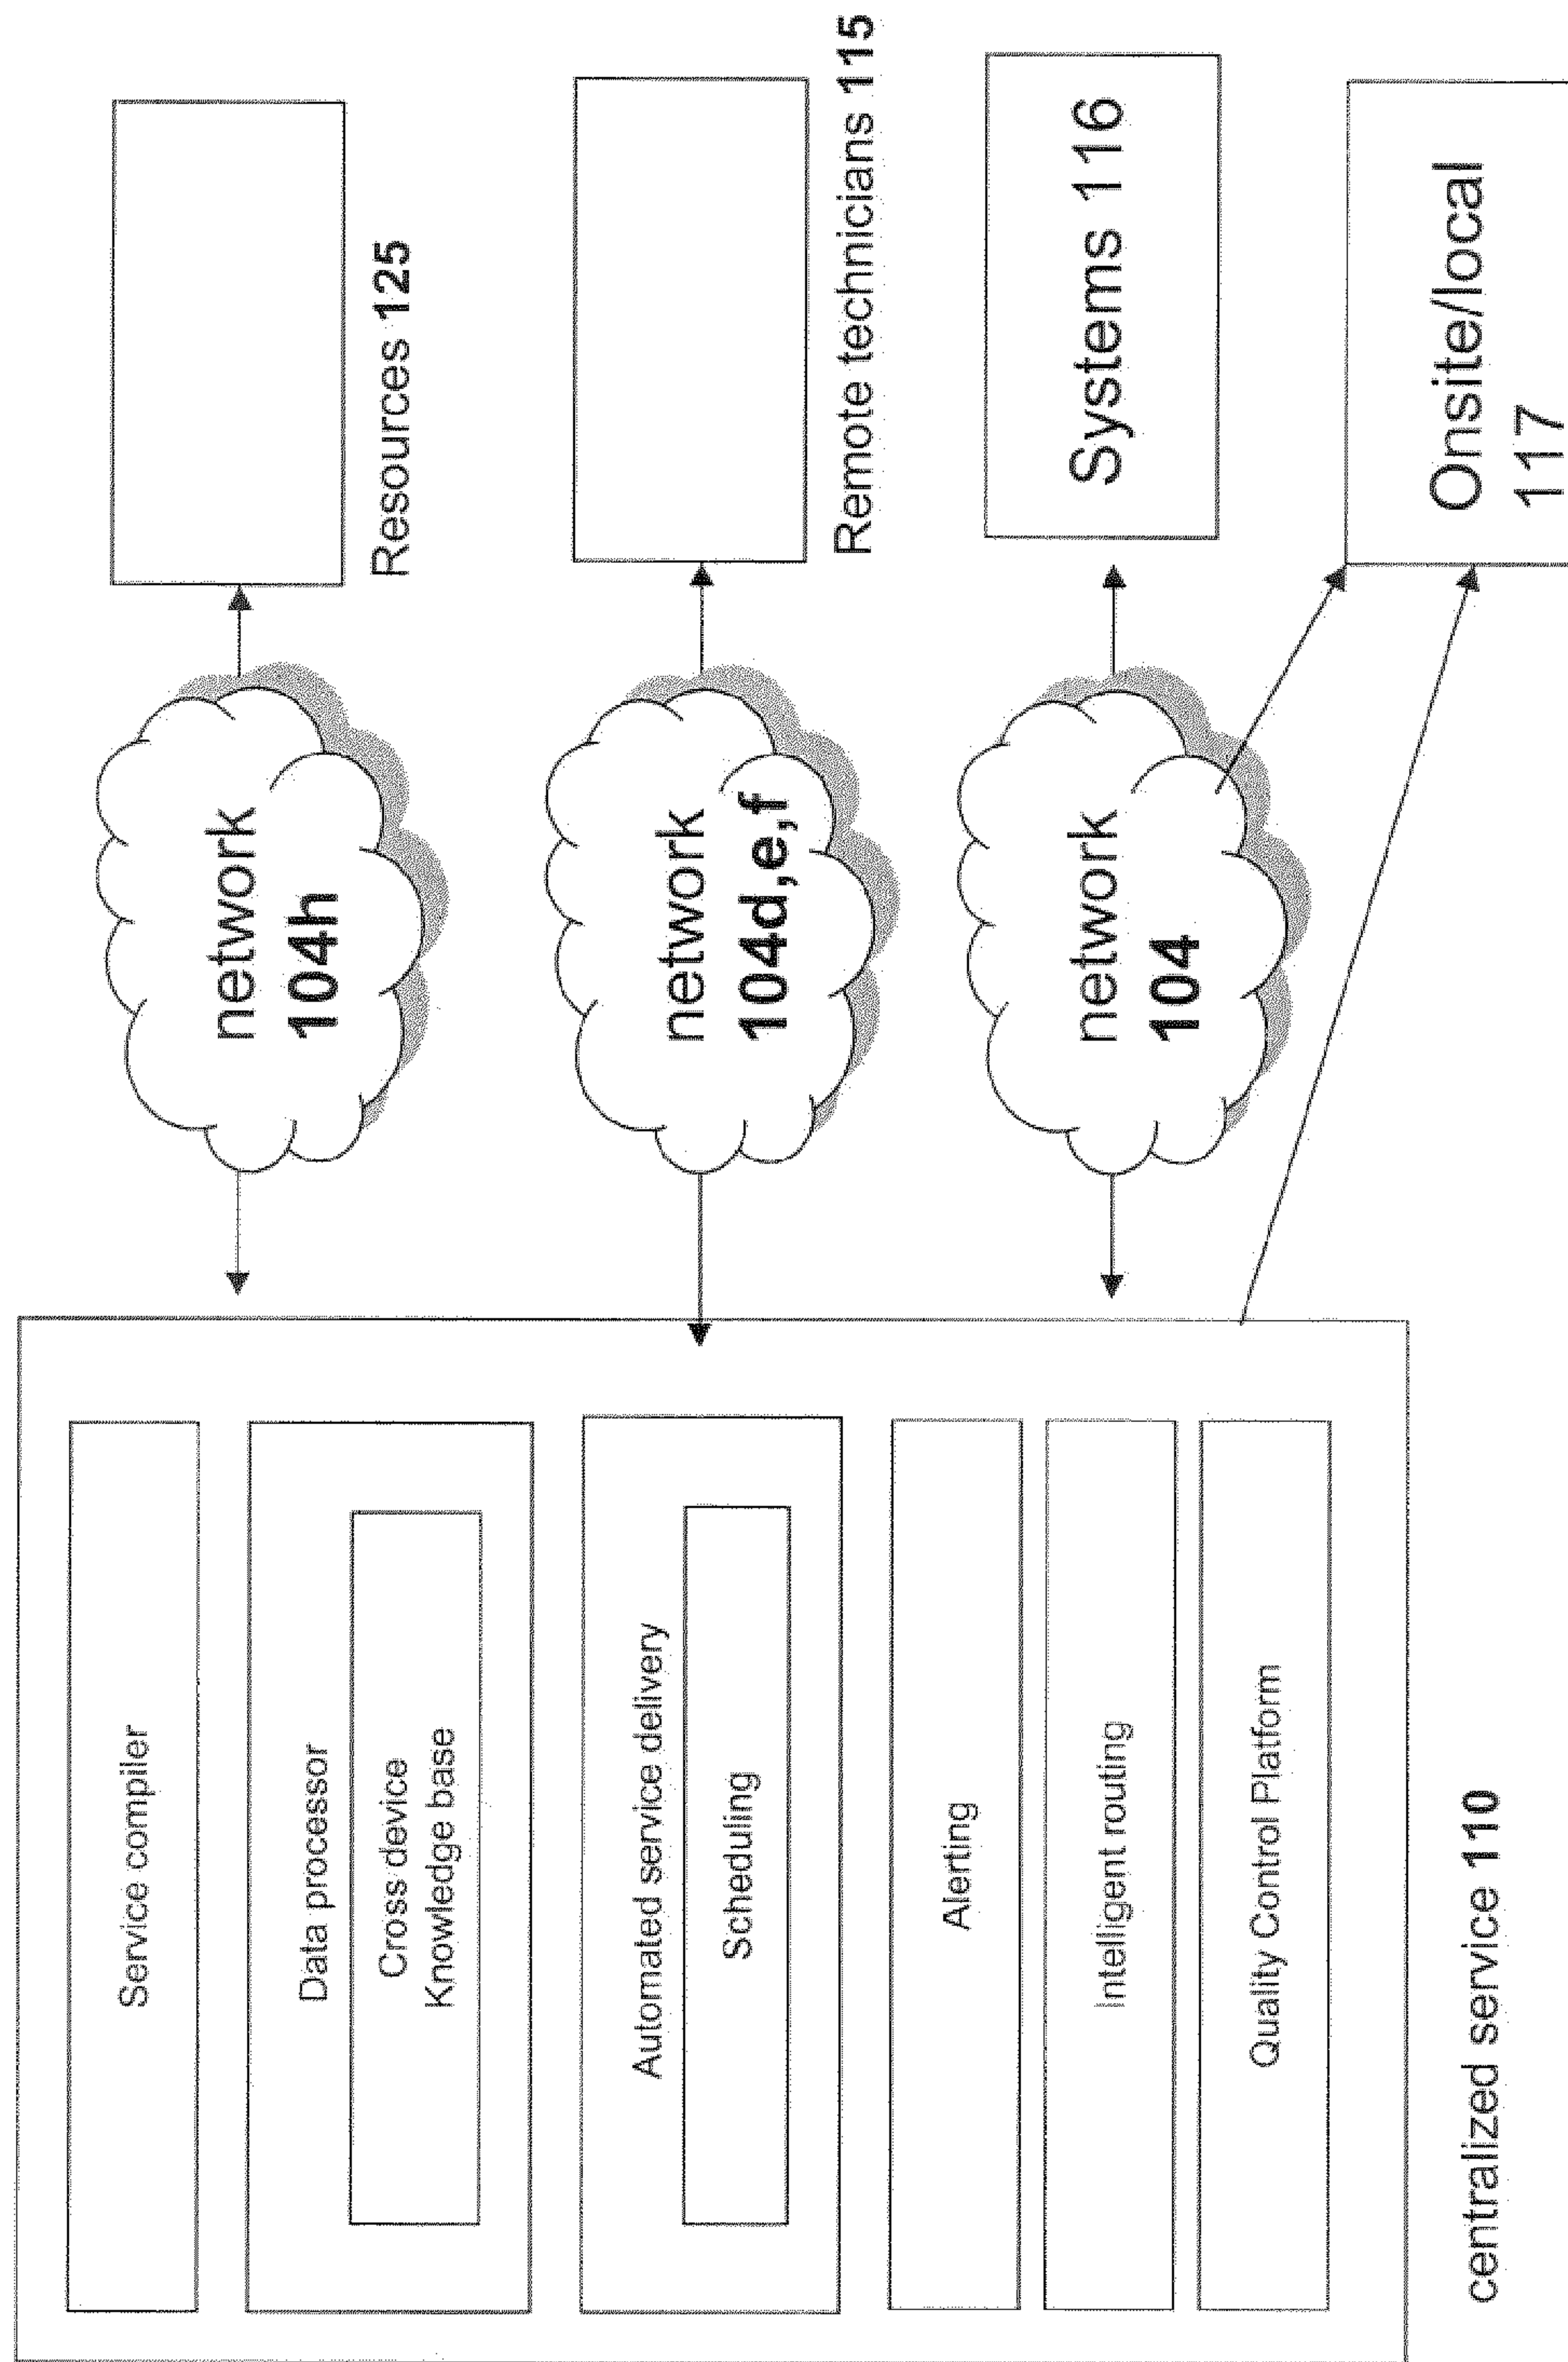 Service compiler
Data processor
Cross device
Knowledge base
Automated service delivery
Scheduling
Alerting
Intelligent routing
Quality Control Platform
centralized service 110
network
104h
network
104d,e,f
network
104
Resources 125
Remote technicians 115
Systems 116
Onsite/local
117